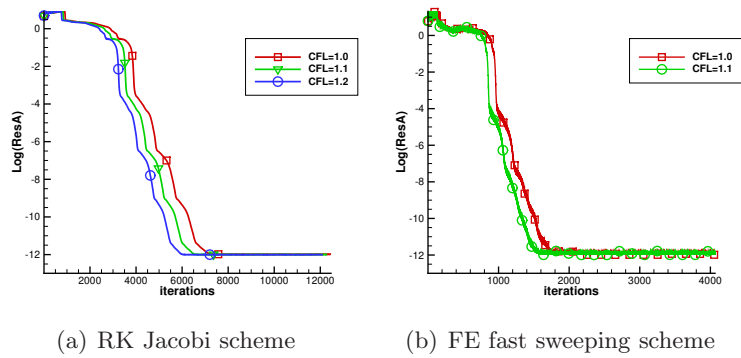 0
-2
-4
-6
-8
-10
-12
Log(ResA)
2000 4000 6000 8000 10000 12000
iterations
CFL=1.0
CFL=1.1
CFL=1.2
0
-2
-4
-6
-8
-10
-12
Log(ResA)
1000 2000 3000 4000
iterations
CFL=1.0
CFL=1.1
(a) RK Jacobi scheme
(b) FE fast sweeping scheme